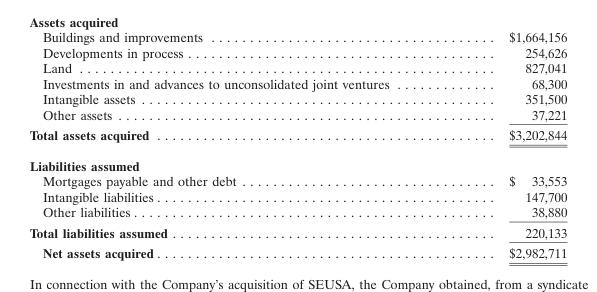 Assets acquired
Buildings and improvements ..................................... $1,664,156
Developments in process ........................................ 254,626
Land ........................................................ 827,041
Investments in and advances to unconsolidated joint ventures ............. 68,300
Intangible assets ............................................... 351,500
Other assets .................................................. 37,221
Total assets acquired ............................................. $3,202,844
Liabilities assumed
Mortgages payable and other debt .................................. $ 33,553
Intangible liabilities ............................................. 147,700
Other liabilities ................................................ 38,880
Total liabilities assumed ........................................... 220,133
Net assets acquired ............................................. $2,982,711
In connection with the Company's acquisition of SEUSA, the Company obtained, from a syndicate